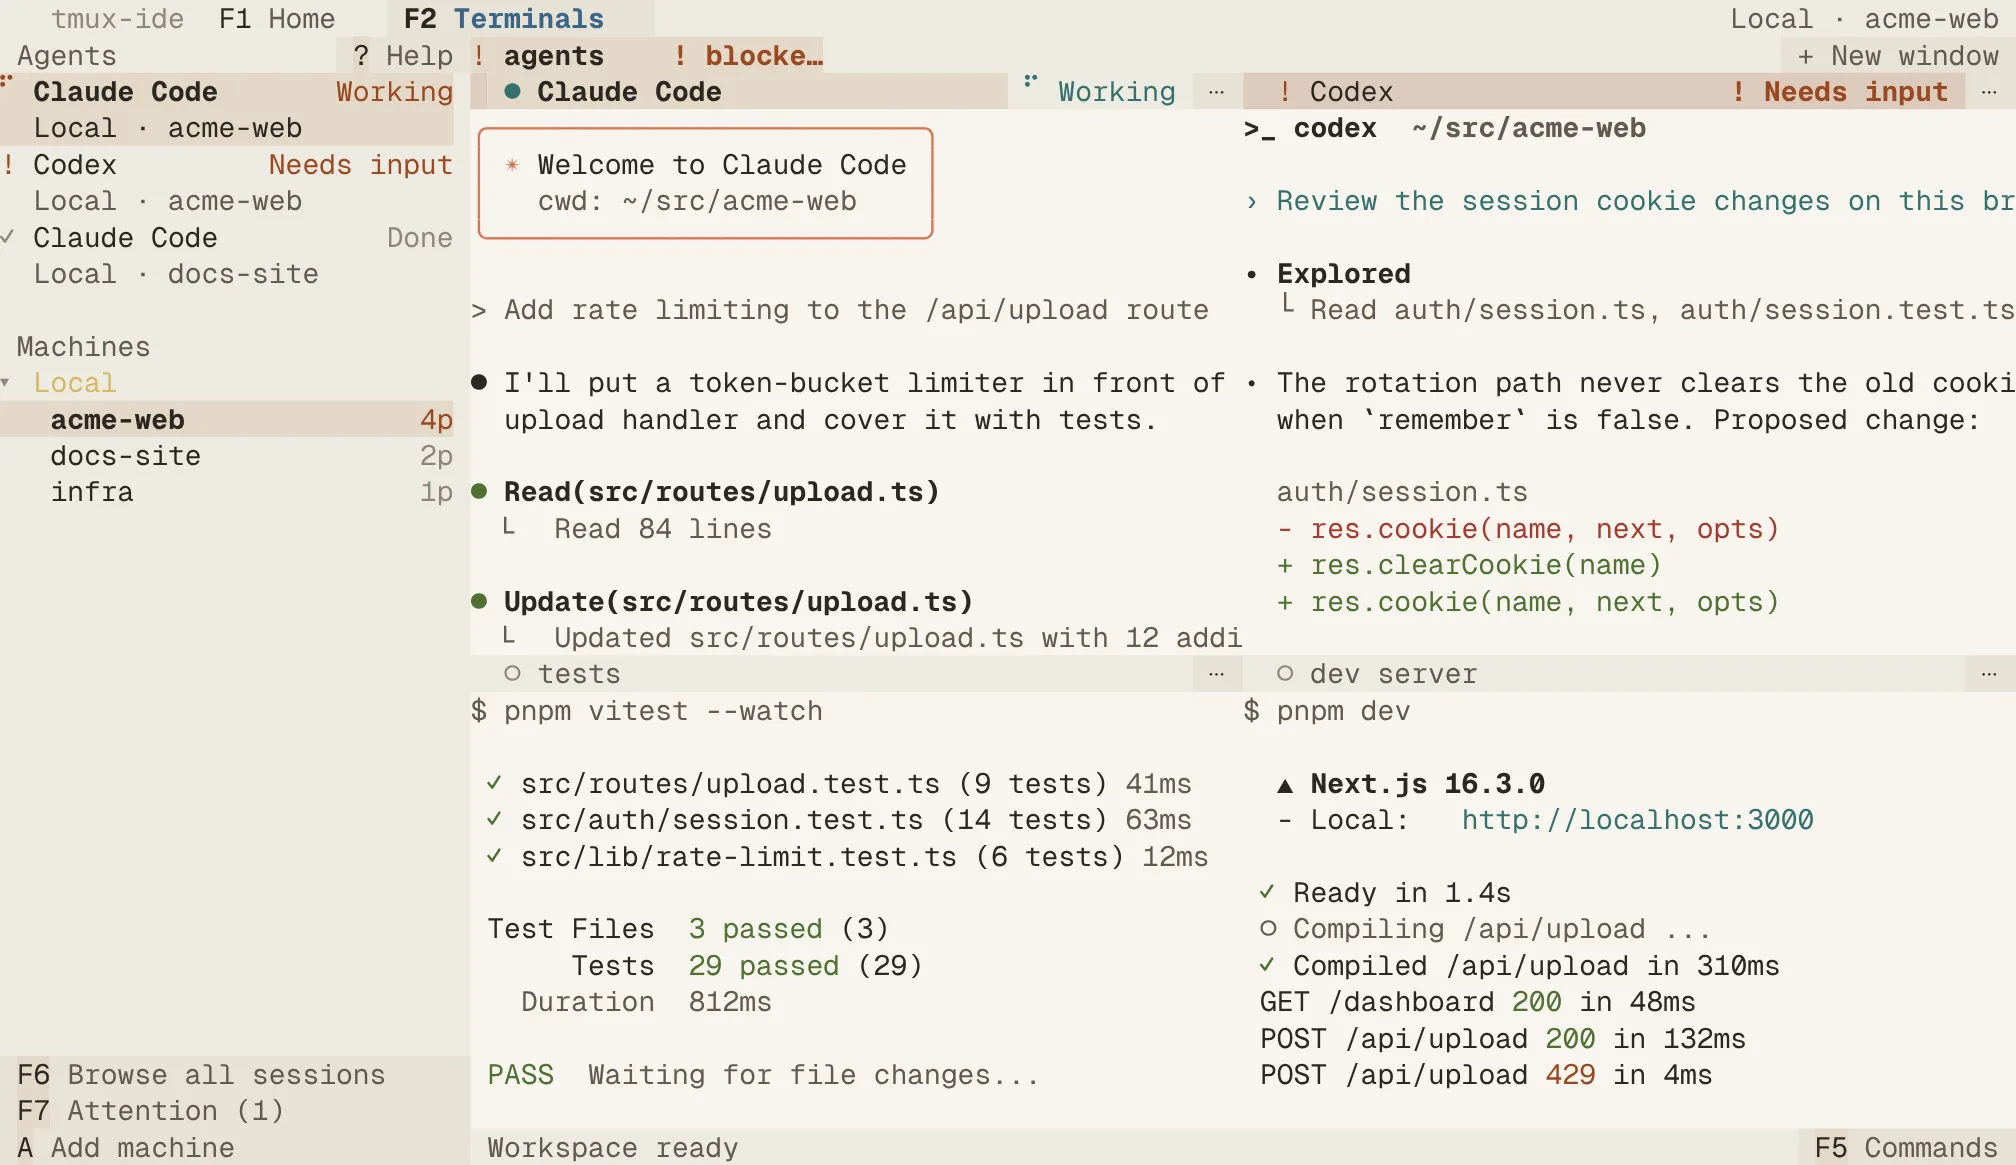 tmux-ide F1 Home F2 Terminals Local · acme-web
Agents ? Help
Claude Code Working
Local · acme-web
! Codex Needs input
Local · acme-web
✓ Claude Code Done
Local · docs-site
Machines
▾ Local
acme-web 4p
docs-site 2p
infra 1p
F6 Browse all sessions
F7 Attention (1)
A Add machine
! agents ! blocke… + New window
● Claude Code Working ⋯
✴ Welcome to Claude Code
cwd: ~/src/acme-web
> Add rate limiting to the /api/upload route
● I'll put a token-bucket limiter in front of
upload handler and cover it with tests.
● Read(src/routes/upload.ts)
└ Read 84 lines
● Update(src/routes/upload.ts)
└ Updated src/routes/upload.ts with 12 addi
! Codex ! Needs input ⋯
>_ codex ~/src/acme-web
› Review the session cookie changes on this br
• Explored
└ Read auth/session.ts, auth/session.test.ts
• The rotation path never clears the old cooki
when `remember` is false. Proposed change:
auth/session.ts
- res.cookie(name, next, opts)
+ res.clearCookie(name)
+ res.cookie(name, next, opts)
○ tests ⋯
$ pnpm vitest --watch
✓ src/routes/upload.test.ts (9 tests) 41ms
✓ src/auth/session.test.ts (14 tests) 63ms
✓ src/lib/rate-limit.test.ts (6 tests) 12ms
Test Files 3 passed (3)
Tests 29 passed (29)
Duration 812ms
PASS Waiting for file changes...
○ dev server ⋯
$ pnpm dev
▲ Next.js 16.3.0
- Local: http://localhost:3000
✓ Ready in 1.4s
○ Compiling /api/upload ...
✓ Compiled /api/upload in 310ms
GET /dashboard 200 in 48ms
POST /api/upload 200 in 132ms
POST /api/upload 429 in 4ms
Workspace ready F5 Commands